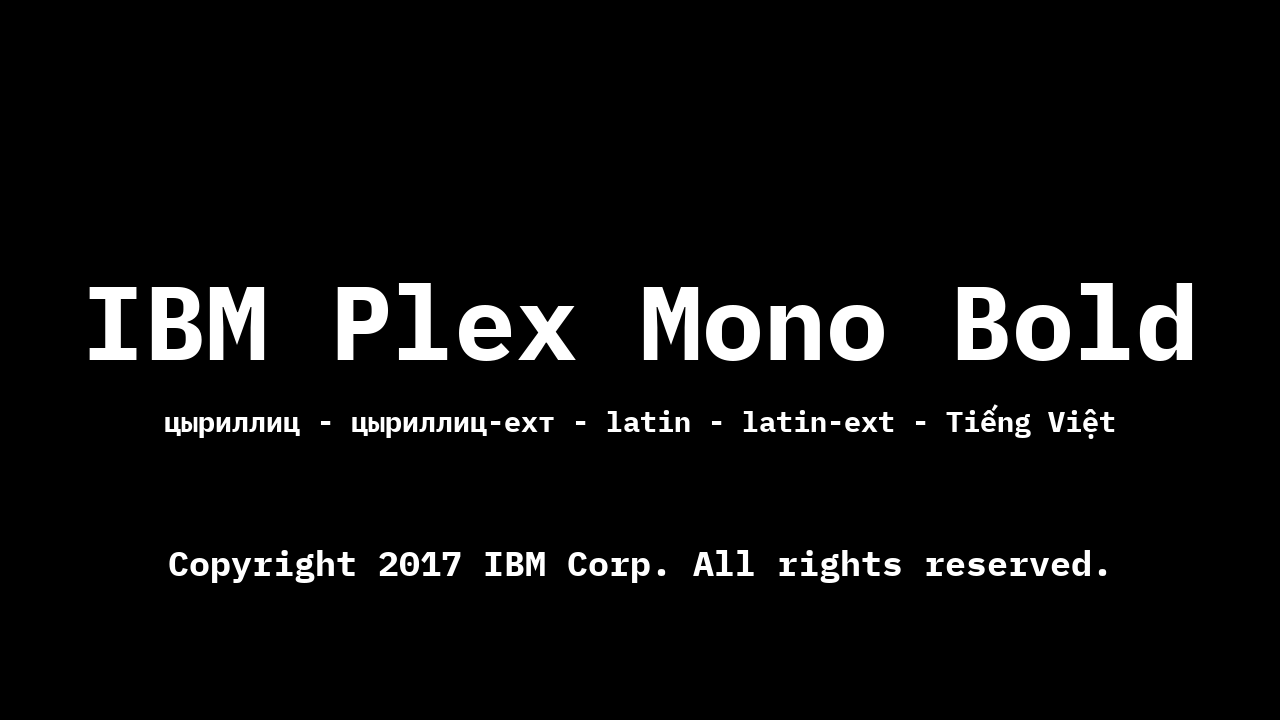 IBM Plex Mono Bold
цыриллиц - цыриллиц-ехт - latin - latin-ext - Tiếng Việt
Copyright 2017 IBM Corp. All rights reserved.